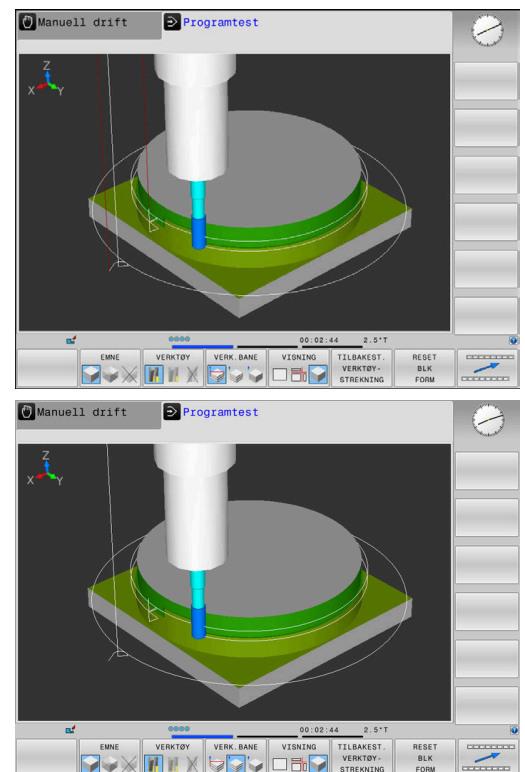 Manuell drift
Programtest
Z
X
Y
00:02:44 2.5*T
EMNE
VERKTØY
VERK.BANE
VISNING
TILBAKEST.
VERKTØY-
STREKNING
RESET
BLK
FORM
Manuell drift
Programtest
Z
X
Y
00:02:44 2.5*T
EMNE
VERKTØY
VERK.BANE
VISNING
TILBAKEST.
VERKTØY-
STREKNING
RESET
BLK
FORM